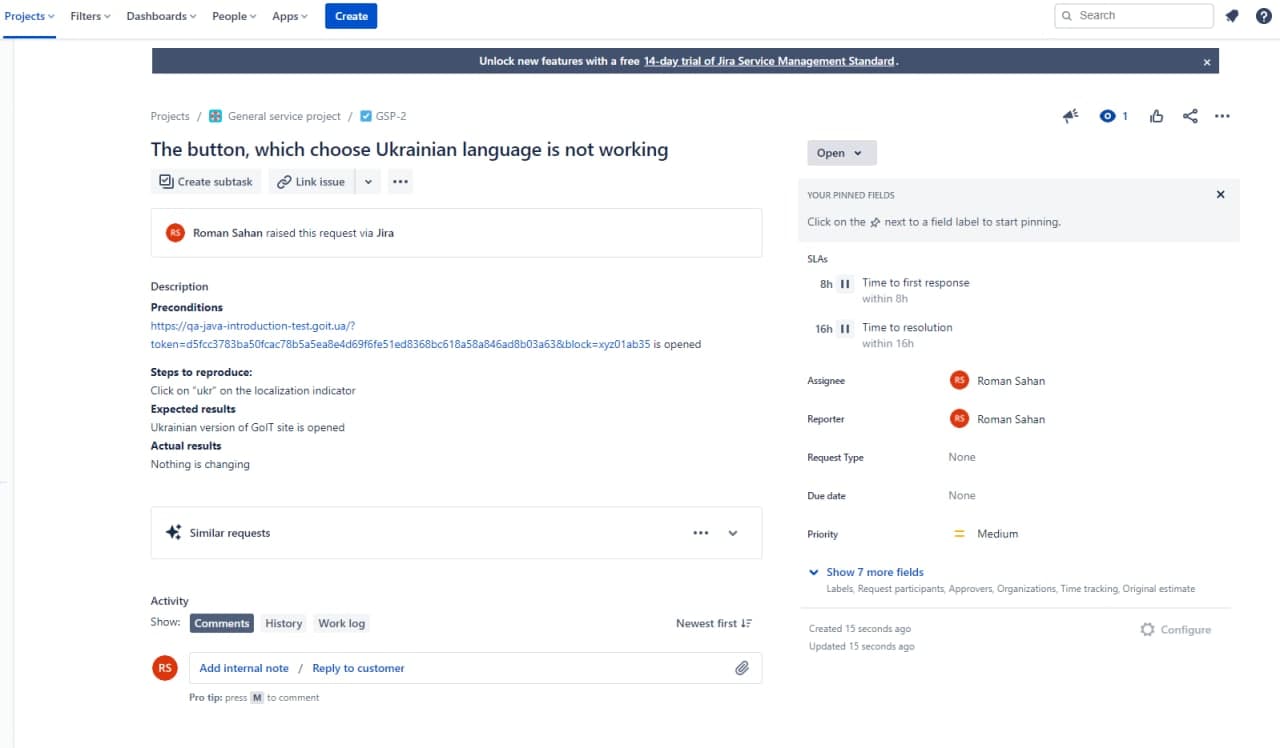 Projects Filters Dashboards People Apps Create Search
Unlock new features with a free 14-day trial of Jira Service Management Standard.
Projects / General service project / GSP-2
1
The button, which choose Ukrainian language is not working
Open
Create subtask Link issue
YOUR PINNED FIELDS
Click on the next to a field label to start pinning.
RS Roman Sahan raised this request via Jira
Description
Preconditions
https://qa-java-introduction-test.goit.ua/?
token=d5fcc3783ba50fcac78b5a5ea8e4d69f6fe51ed8368bc618a58a846ad8b03a63&block=xyz01ab35 is opened
Steps to reproduce:
Click on "ukr" on the localization indicator
Expected results
Ukrainian version of GoIT site is opened
Actual results
Nothing is changing
Similar requests
Activity
Show: Comments History Work log Newest first
RS Add internal note / Reply to customer
Pro tip: press M to comment
SLAs
8h Time to first response
within 8h
16h Time to resolution
within 16h
Assignee RS Roman Sahan
Reporter RS Roman Sahan
Request Type None
Due date None
Priority Medium
Show 7 more fields
Labels, Request participants, Approvers, Organizations, Time tracking, Original estimate
Created 15 seconds ago Configure
Updated 15 seconds ago